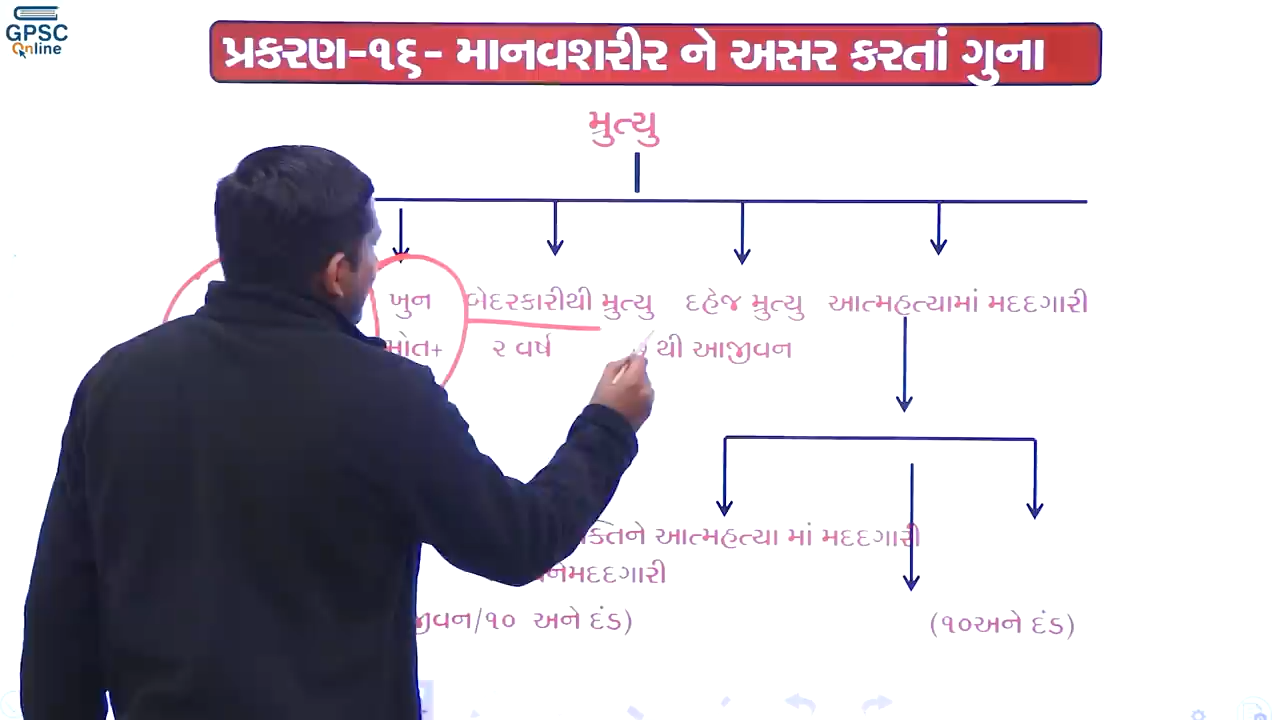 GPSC
Online
પ્રકરણ-૧૬- માનવશરીર ને અસર કરતાં ગુના
મ્રુત્યુ
ખુન બેદરકારીથી મ્રુત્યુ દહેજ મ્રુત્યુ આત્મહત્યામાં મદદગારી
મોત+ ૨ વર્ષ થી આજીવન
આત્મહત્યા માં મદદગારી
મદદગારી
/૧૦ અને દંડ) (૧૦અને દંડ)